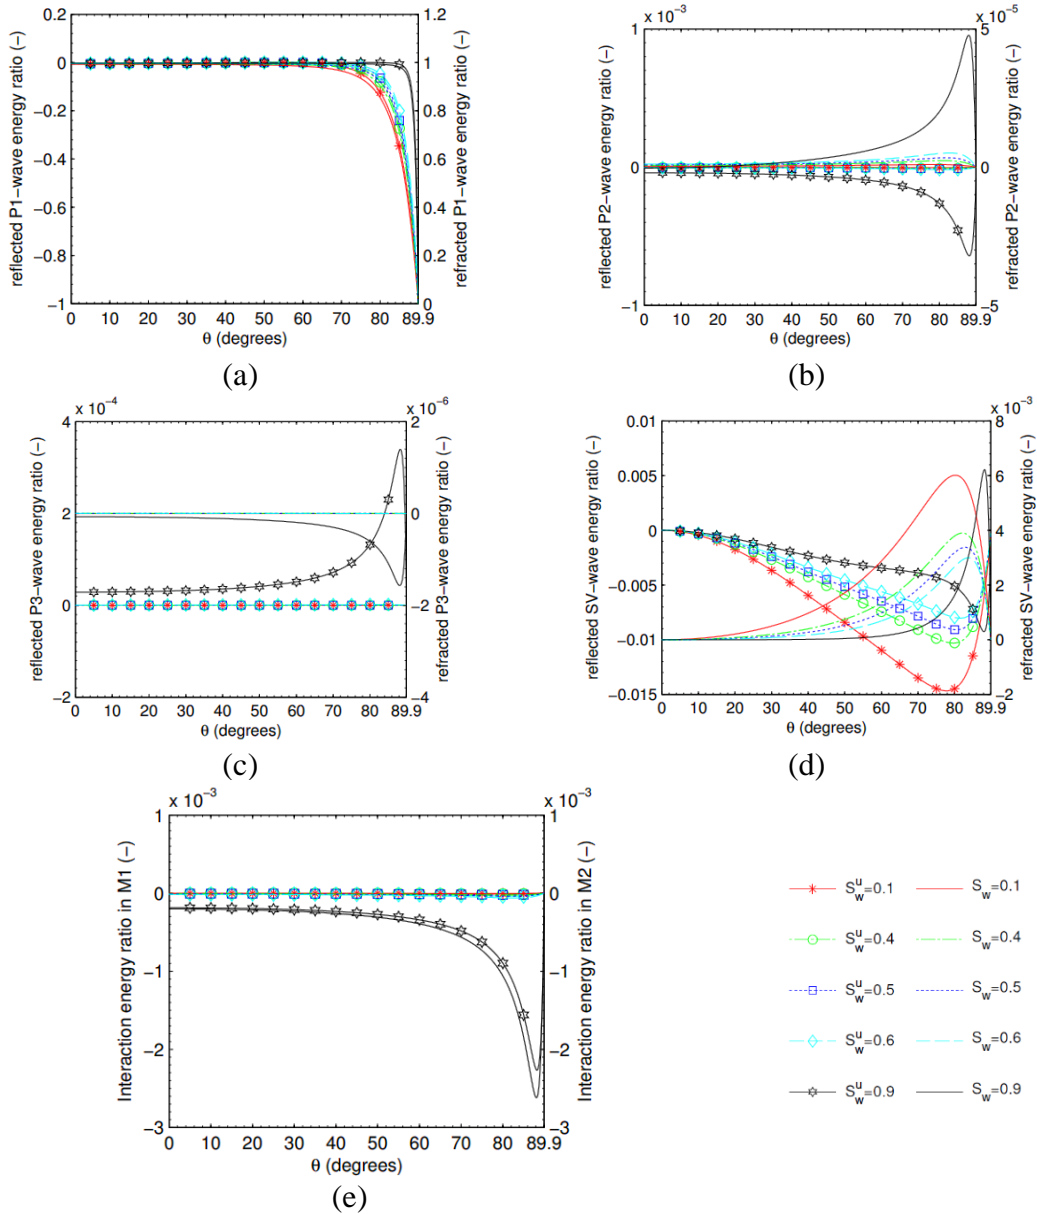 0.2
0
−0.2
−0.4
−0.6
−0.8
−1
reflected P1−wave energy ratio (−)
1.2
1
0.8
0.6
0.4
0.2
0
refracted P1−wave energy ratio (−)
0 10 20 30 40 50 60 70 80 89.9
θ (degrees)
(a)
x 10⁻³
1
0
−1
reflected P2−wave energy ratio (−)
x 10⁻⁵
5
0
−5
refracted P2−wave energy ratio (−)
0 10 20 30 40 50 60 70 80 89.9
θ (degrees)
(b)
x 10⁻⁴
4
2
0
−2
reflected P3−wave energy ratio (−)
x 10⁻⁶
2
0
−2
−4
refracted P3−wave energy ratio (−)
0 10 20 30 40 50 60 70 80 89.9
θ (degrees)
(c)
0.01
0.005
0
−0.005
−0.01
−0.015
reflected SV−wave energy ratio (−)
x 10⁻³
8
6
4
2
0
−2
refracted SV−wave energy ratio (−)
0 10 20 30 40 50 60 70 80 89.9
θ (degrees)
(d)
x 10⁻³
1
0
−1
−2
−3
Interaction energy ratio in M1 (−)
x 10⁻³
1
0
−1
−2
−3
Interaction energy ratio in M2 (−)
0 10 20 30 40 50 60 70 80 89.9
θ (degrees)
(e)
S_w^u=0.1 S_w=0.1
S_w^u=0.4 S_w=0.4
S_w^u=0.5 S_w=0.5
S_w^u=0.6 S_w=0.6
S_w^u=0.9 S_w=0.9